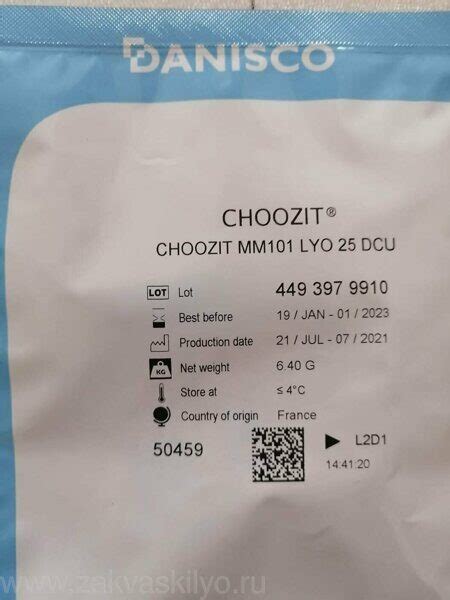 DANISCO
CHOOZIT®
CHOOZIT MM101 LYO 25 DCU
LOT Lot 449 397 9910
Best before 19 / JAN - 01 / 2023
Production date 21 / JUL - 07 / 2021
KG Net weight 6.40 G
Store at ≤ 4°C
Country of origin France
50459 L2D1
14:41:20
www.zakvaskilyo.ru